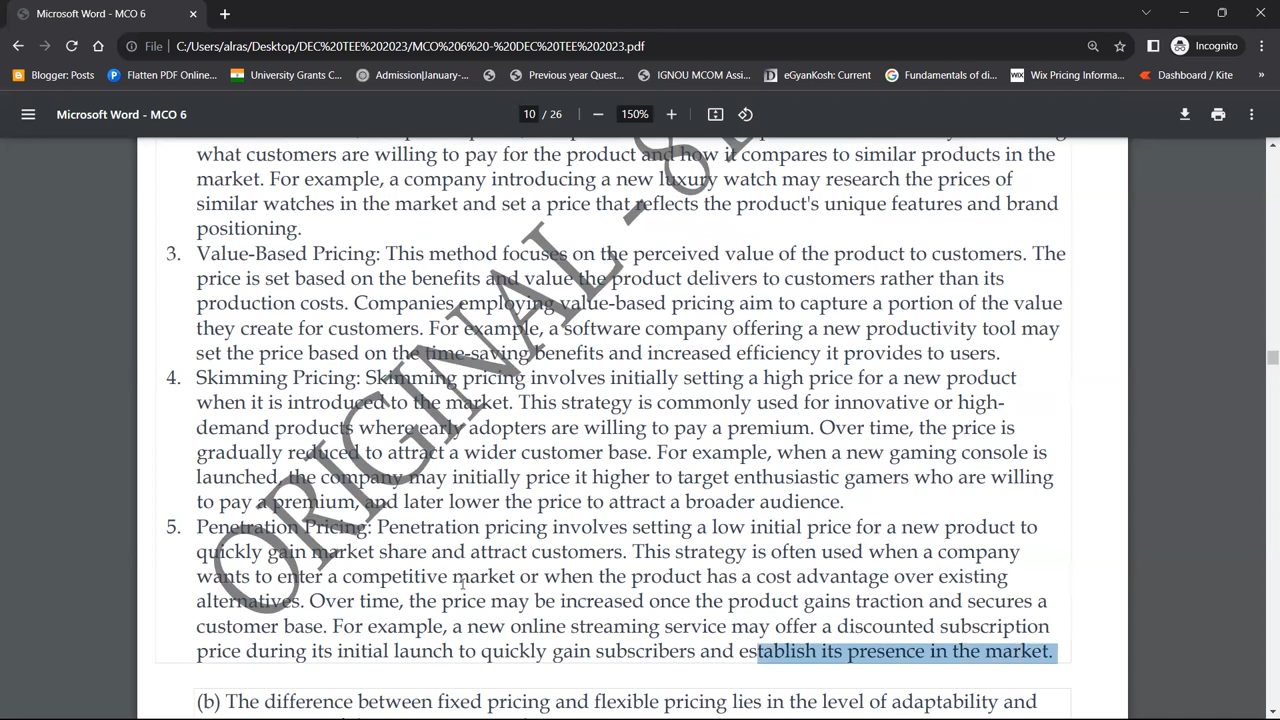 Microsoft Word - MCO 6
File C:/Users/alras/Desktop/DEC%20TEE%202023/MCO%206%20-%20DEC%20TEE%202023.pdf Incognito
Blogger: Posts Flatten PDF Online... University Grants C... Admission|January-... Previous year Quest... IGNOU MCOM Assi... eGyanKosh: Current Fundamentals of di... Wix Pricing Informa... Dashboard / Kite »
Microsoft Word - MCO 6 10 / 26 150%
what customers are willing to pay for the product and how it compares to similar products in the
market. For example, a company introducing a new luxury watch may research the prices of
similar watches in the market and set a price that reflects the product's unique features and brand
positioning.
3. Value-Based Pricing: This method focuses on the perceived value of the product to customers. The
price is set based on the benefits and value the product delivers to customers rather than its
production costs. Companies employing value-based pricing aim to capture a portion of the value
they create for customers. For example, a software company offering a new productivity tool may
set the price based on the time-saving benefits and increased efficiency it provides to users.
4. Skimming Pricing: Skimming pricing involves initially setting a high price for a new product
when it is introduced to the market. This strategy is commonly used for innovative or high-
demand products where early adopters are willing to pay a premium. Over time, the price is
gradually reduced to attract a wider customer base. For example, when a new gaming console is
launched, the company may initially price it higher to target enthusiastic gamers who are willing
to pay a premium, and later lower the price to attract a broader audience.
5. Penetration Pricing: Penetration pricing involves setting a low initial price for a new product to
quickly gain market share and attract customers. This strategy is often used when a company
wants to enter a competitive market or when the product has a cost advantage over existing
alternatives. Over time, the price may be increased once the product gains traction and secures a
customer base. For example, a new online streaming service may offer a discounted subscription
price during its initial launch to quickly gain subscribers and establish its presence in the market.
(b) The difference between fixed pricing and flexible pricing lies in the level of adaptability and
ORIGINAL -